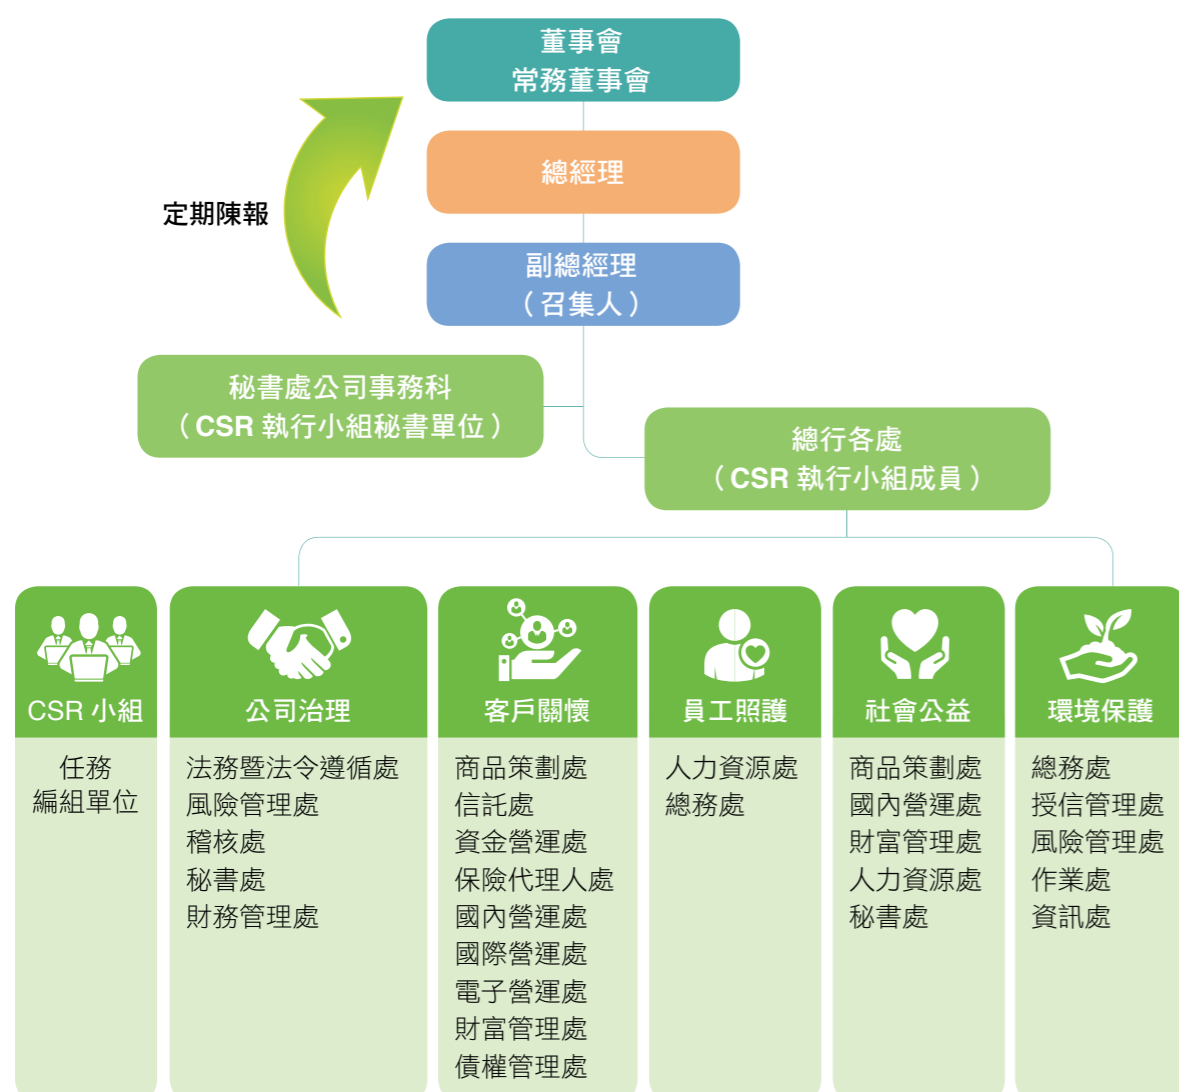 董事會
常務董事會
總經理
定期陳報
副總經理
（召集人）
秘書處公司事務科
（CSR 執行小組秘書單位）
總行各處
（CSR 執行小組成員）
CSR 小組
任務
編組單位
公司治理
法務暨法令遵循處
風險管理處
稽核處
秘書處
財務管理處
客戶關懷
商品策劃處
信託處
資金營運處
保險代理人處
國內營運處
國際營運處
電子營運處
財富管理處
債權管理處
員工照護
人力資源處
總務處
社會公益
商品策劃處
國內營運處
財富管理處
人力資源處
秘書處
環境保護
總務處
授信管理處
風險管理處
作業處
資訊處